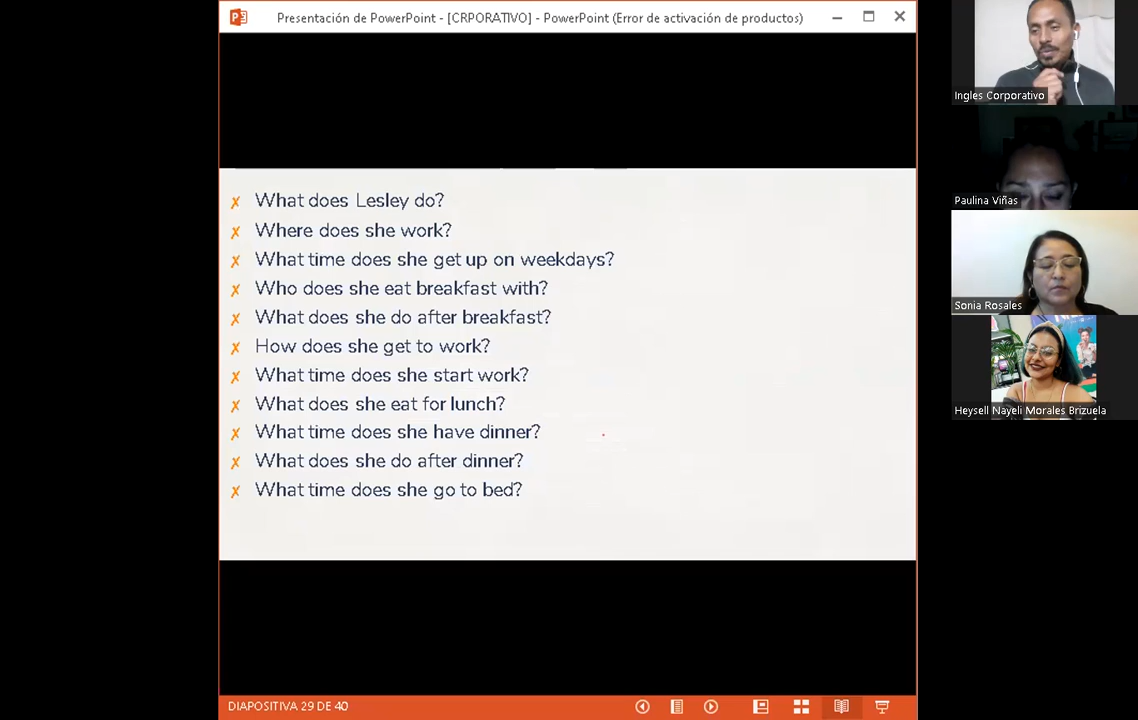 Presentación de PowerPoint - [CRPORATIVO] - PowerPoint (Error de activación de productos)
Ingles Corporativo
Paulina Viñas
Sonia Rosales
Heysell Nayeli Morales Brizuela
What does Lesley do?
Where does she work?
What time does she get up on weekdays?
Who does she eat breakfast with?
What does she do after breakfast?
How does she get to work?
What time does she start work?
What does she eat for lunch?
What time does she have dinner?
What does she do after dinner?
What time does she go to bed?
DIAPOSITIVA 29 DE 40